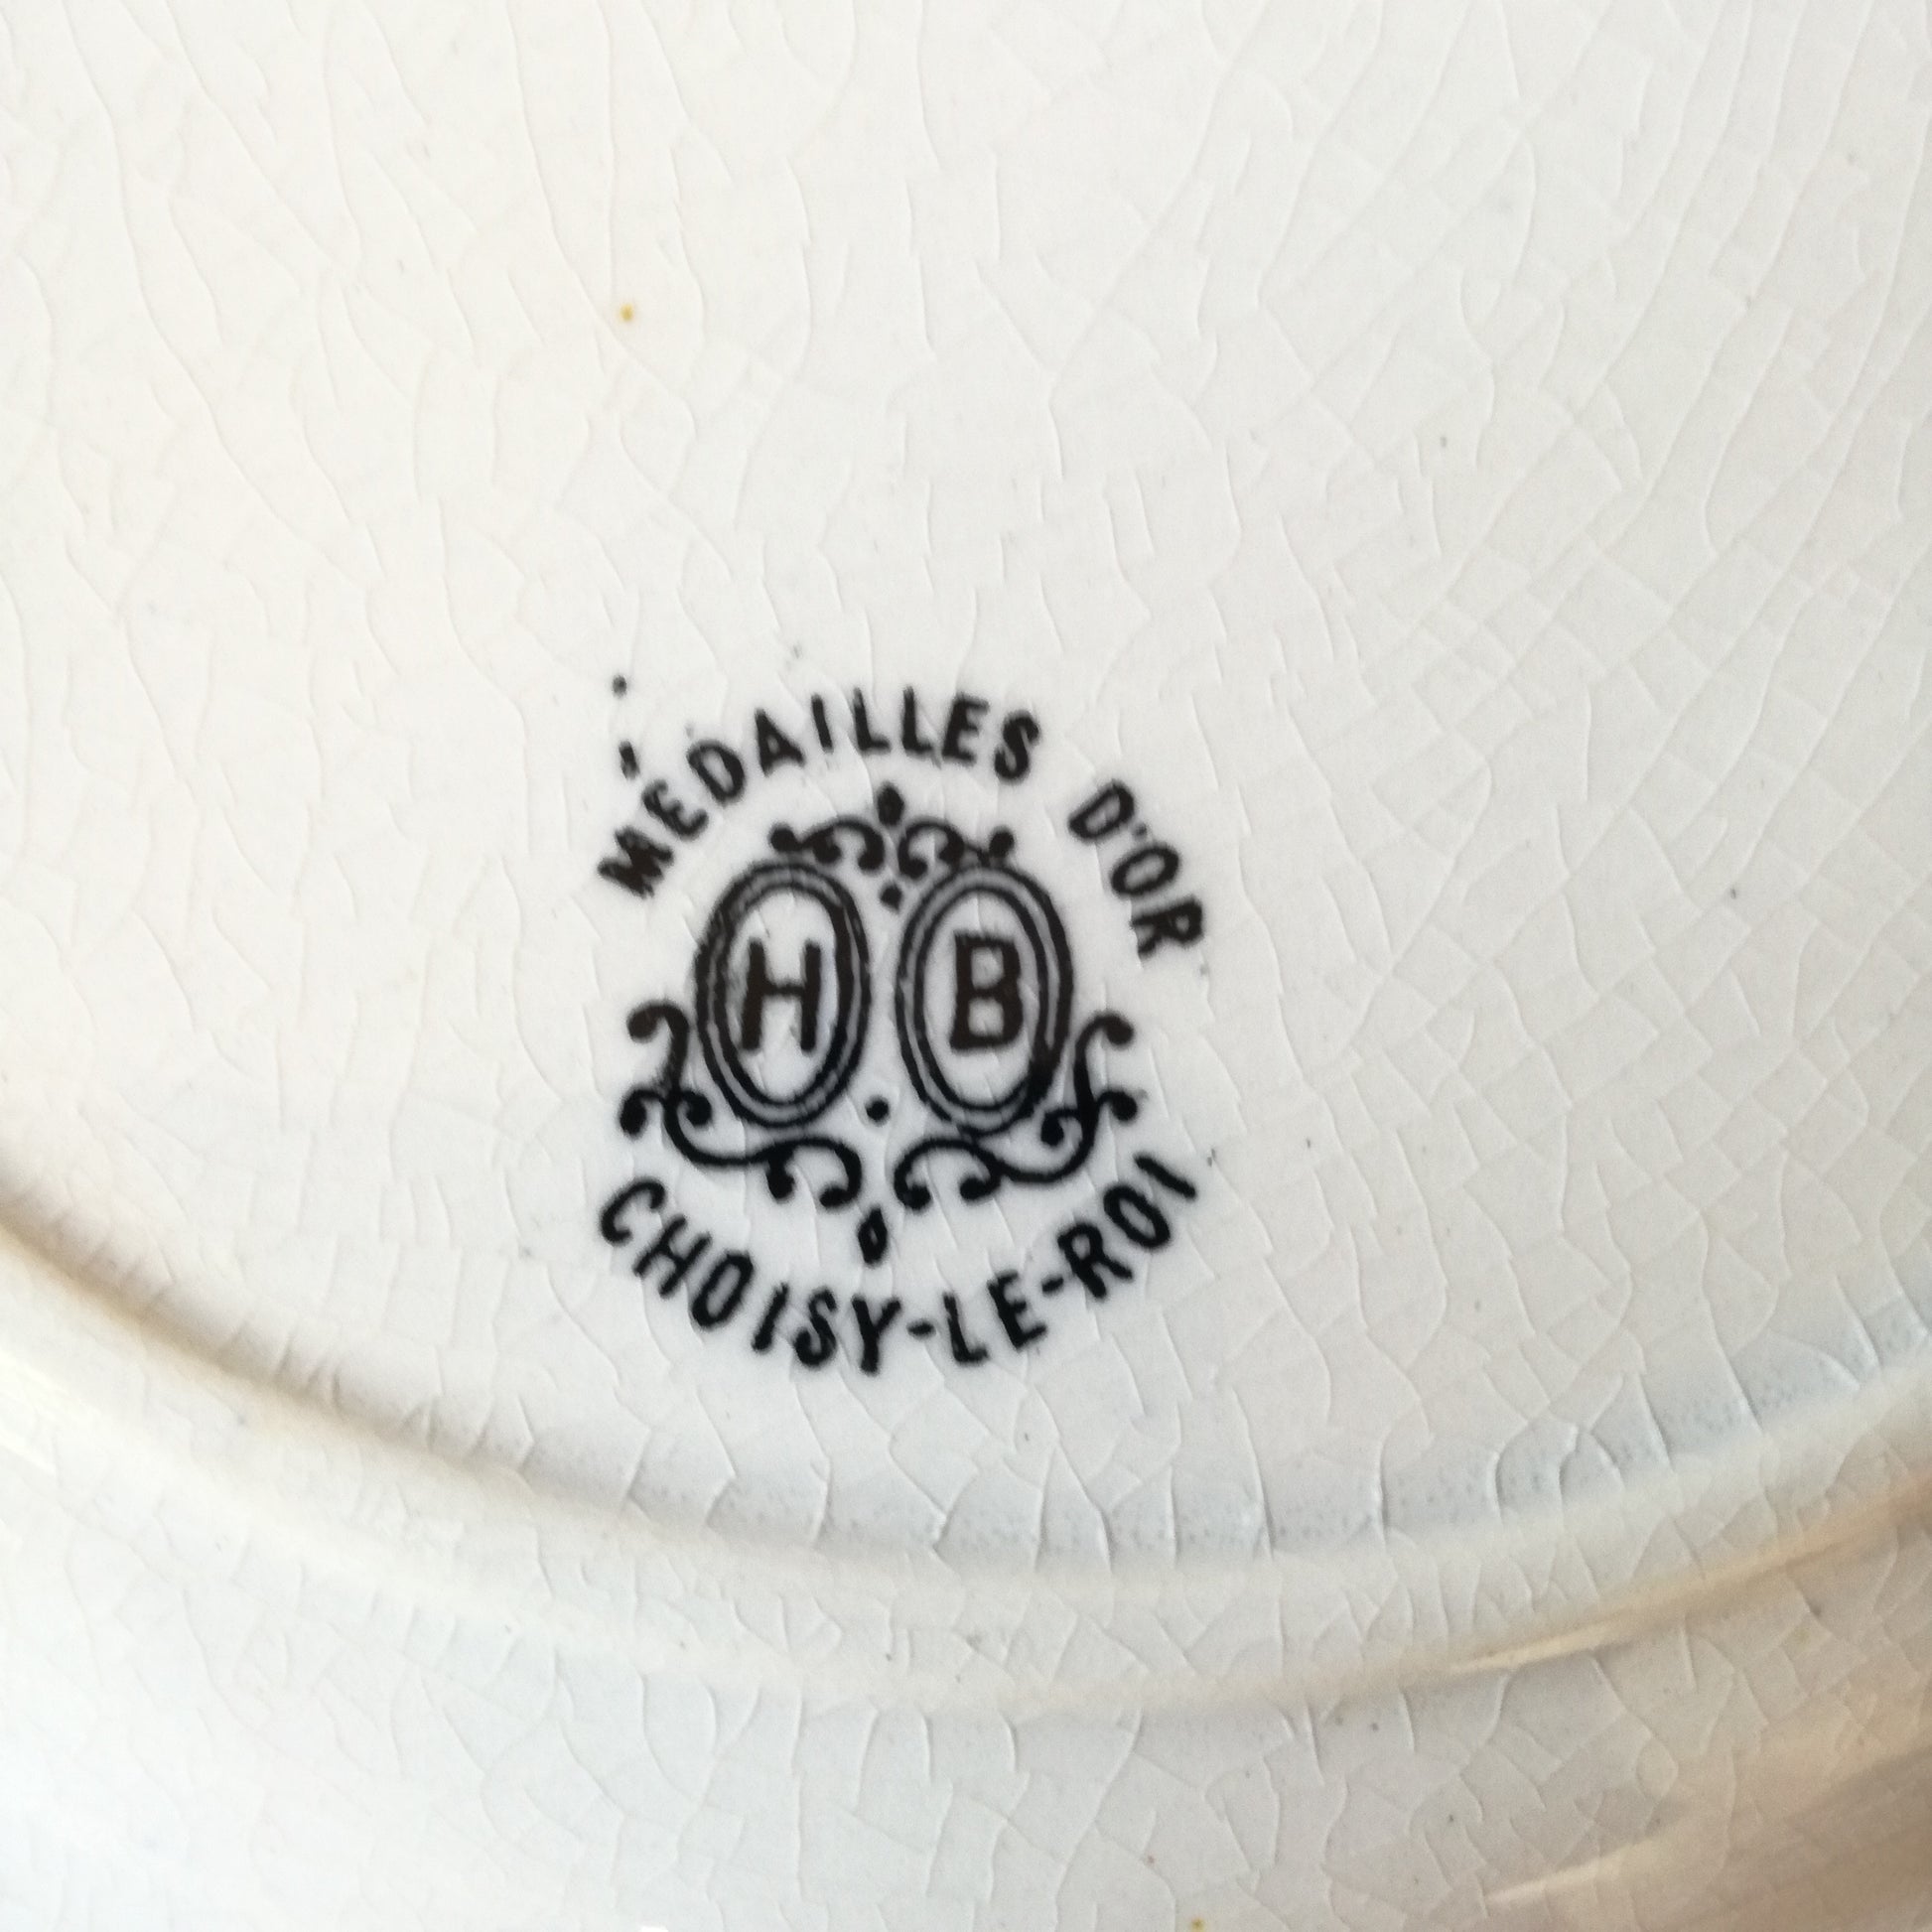 MÉDAILLES D'OR
H B
CHOISY-LE-ROI